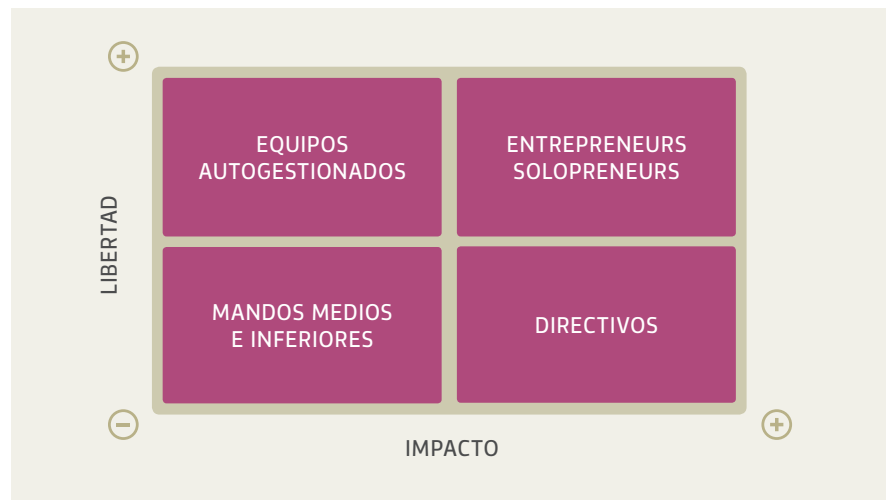 EQUIPOS
AUTOGESTIONADOS
ENTREPRENEURS
SOLOPRENEURS
LIBERTAD
MANDOS MEDIOS
E INFERIORES
DIRECTIVOS
IMPACTO